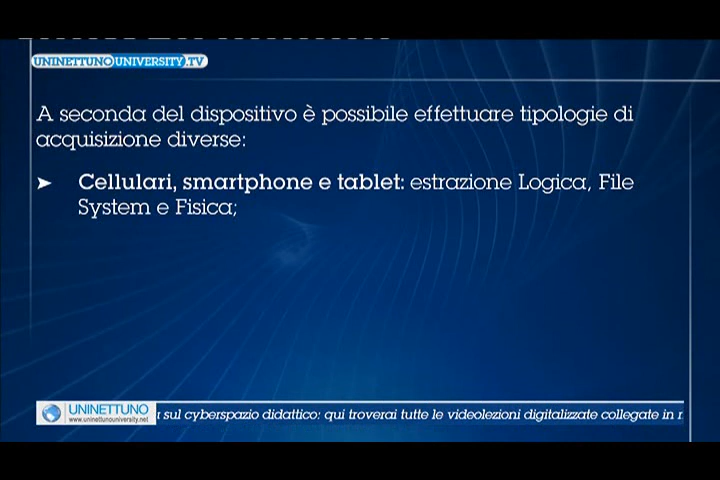 UNINETTUNOUNIVERSITY.TV
A seconda del dispositivo è possibile effettuare tipologie di
acquisizione diverse:
➤ Cellulari, smartphone e tablet: estrazione Logica, File
System e Fisica;
UNINETTUNO
www.uninettunouniversity.net
sul cyberspazio didattico: qui troverai tutte le videolezioni digitalizzate collegate in